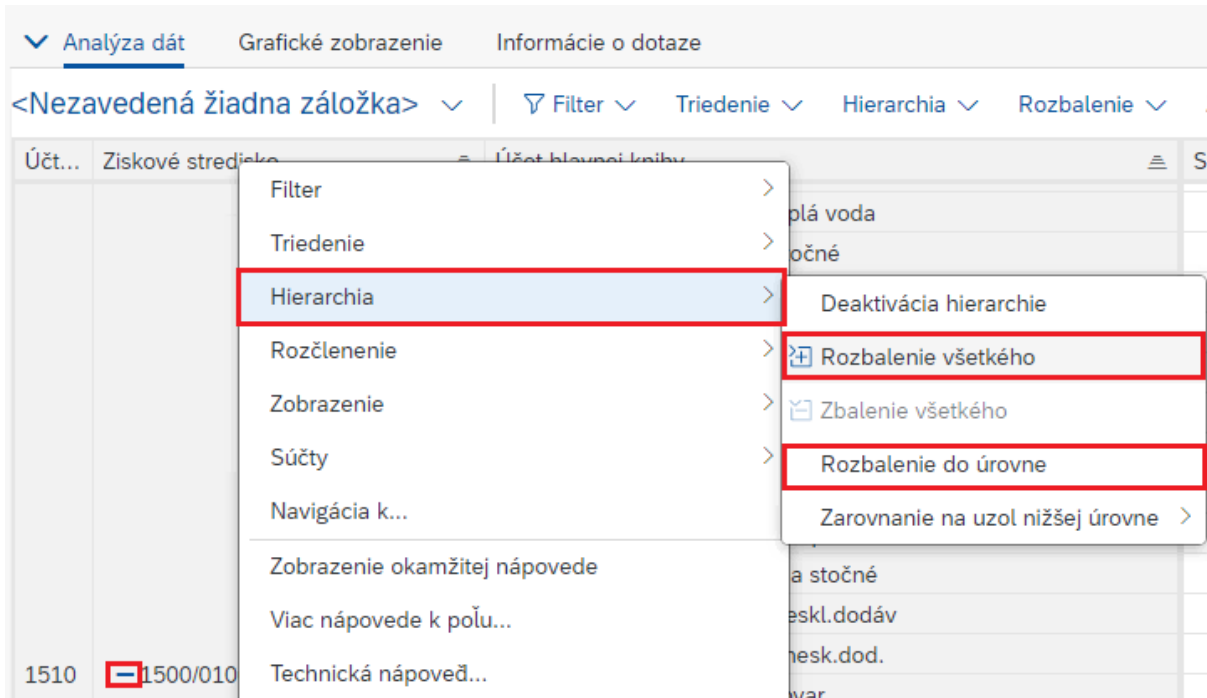 Analýza dát Grafické zobrazenie Informácie o dotaze
<Nezavedená žiadna záložka> Filter Triedenie Hierarchia Rozbalenie
Účt... Ziskové stredisko Účet hlavnej knihy S
Filter
plá voda
Triedenie
očné
Hierarchia
Deaktivácia hierarchie
Rozčlenenie
Rozbalenie všetkého
Zobrazenie
Zbalenie všetkého
Súčty
Rozbalenie do úrovne
Navigácia k...
Zarovnanie na uzol nižšej úrovne
Zobrazenie okamžitej nápovede
a stočné
Viac nápovede k poľu...
eskl.dodáv
nesk.dod.
1510 1500/010
Technická nápoveď...
ovar